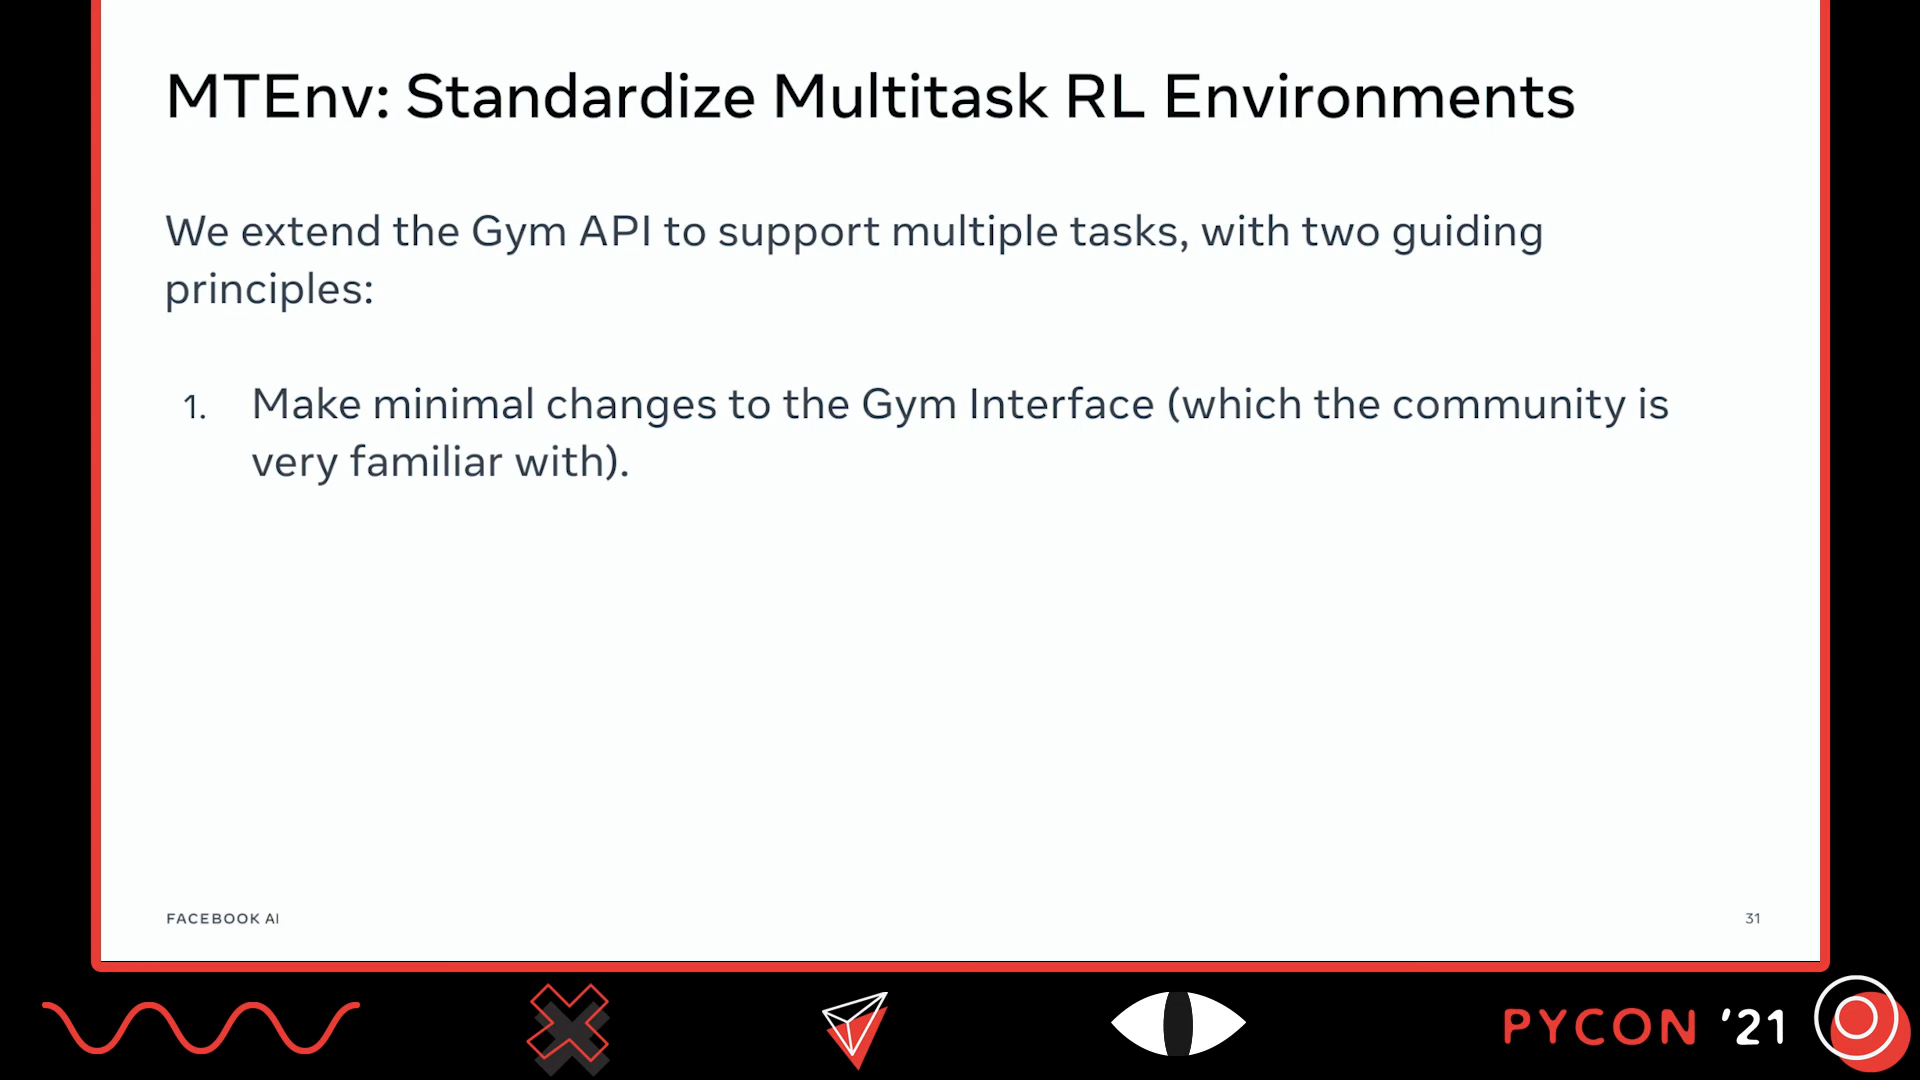 MTEnv: Standardize Multitask RL Environments
We extend the Gym API to support multiple tasks, with two guiding
principles:
1. Make minimal changes to the Gym Interface (which the community is
very familiar with).
FACEBOOK AI
31
PYCON '21